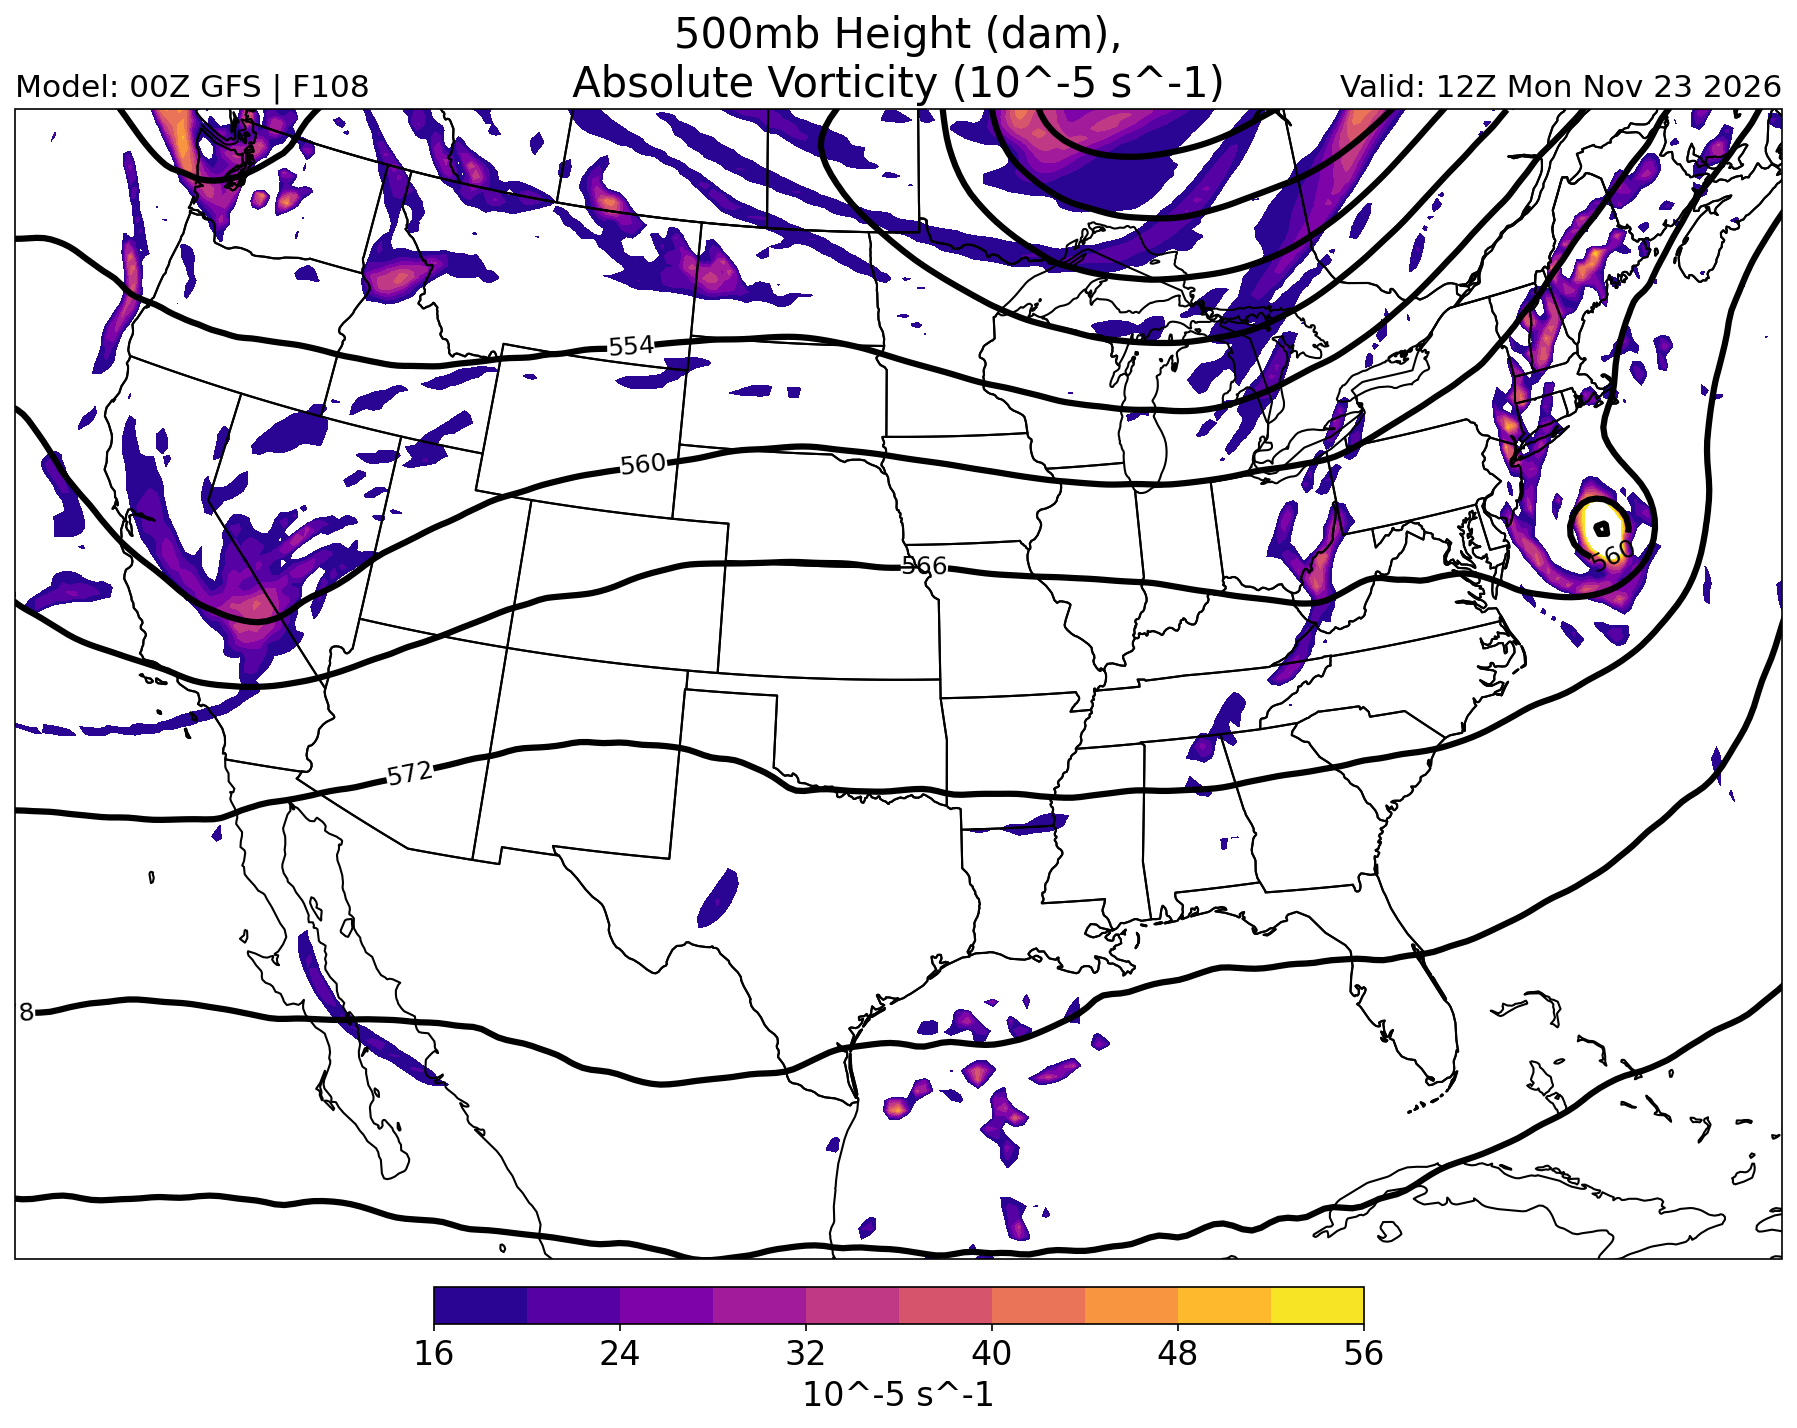 500mb Height (dam),
Absolute Vorticity (10^-5 s^-1)
Model: 00Z GFS | F108
Valid: 12Z Mon Nov 23 2026
554
560
566
560
572
8
16 24 32 40 48 56
10^-5 s^-1